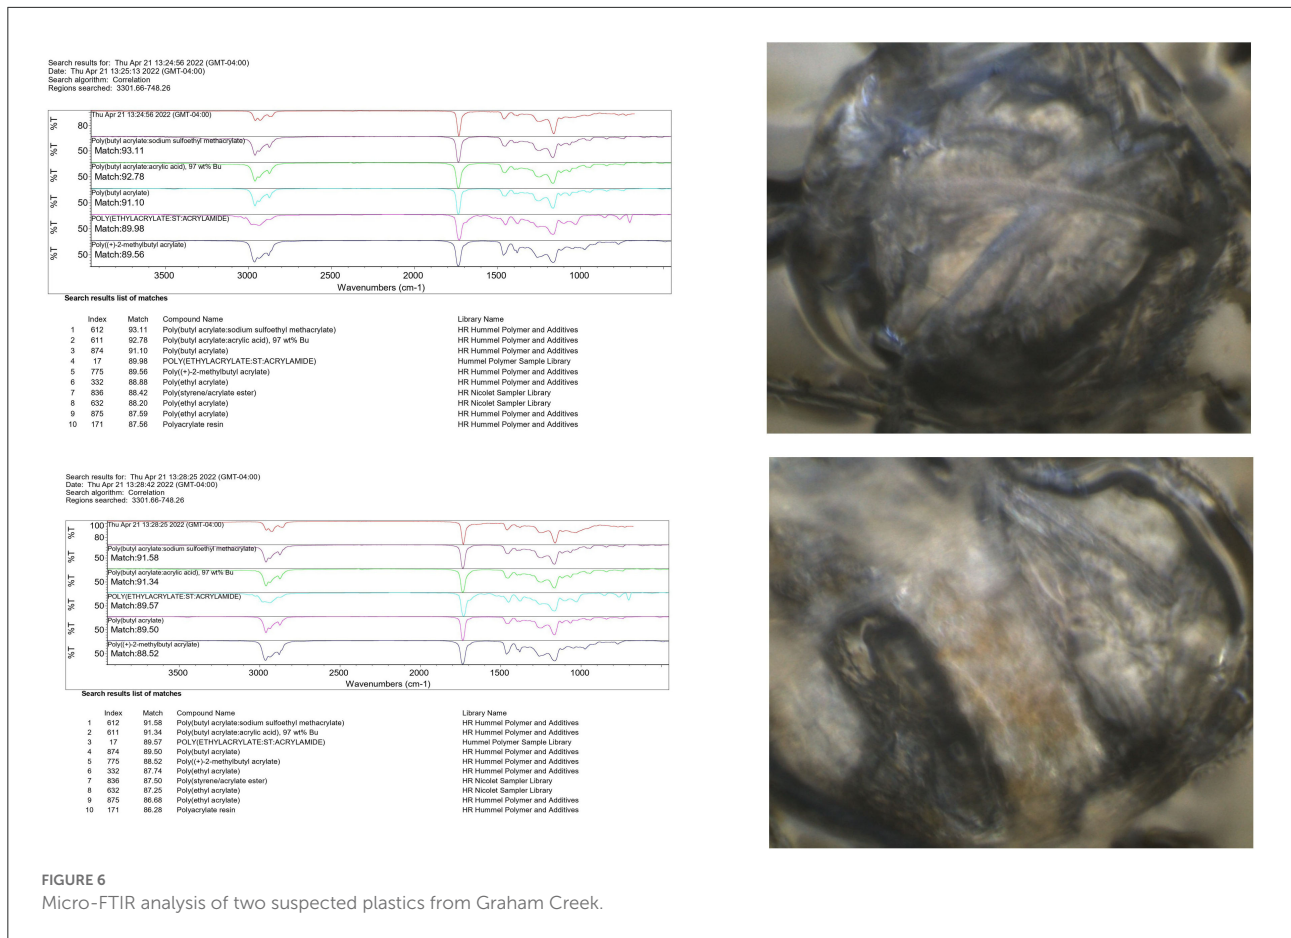 Search results for: Thu Apr 21 13:24:56 2022 (GMT-04:00)
Date: Thu Apr 21 13:25:13 2022 (GMT-04:00)
Search algorithm: Correlation
Regions searched: 3301.66-748.26
%T 80 Thu Apr 21 13:24:56 2022 (GMT-04:00)
Poly(butyl acrylate:sodium sulfoethyl methacrylate)
%T 50 Match:93.11
Poly(butyl acrylate:acrylic acid), 97 wt% Bu
%T 50 Match:92.78
Poly(butyl acrylate)
%T 50 Match:91.10
POLY(ETHYLACRYLATE:ST:ACRYLAMIDE)
%T 50 Match:89.98
Poly((+)-2-methylbutyl acrylate)
%T 50 Match:89.56
3500 3000 2500 2000 1500 1000
Wavenumbers (cm-1)
Search results list of matches
Index Match Compound Name Library Name
1 612 93.11 Poly(butyl acrylate:sodium sulfoethyl methacrylate) HR Hummel Polymer and Additives
2 611 92.78 Poly(butyl acrylate:acrylic acid), 97 wt% Bu HR Hummel Polymer and Additives
3 874 91.10 Poly(butyl acrylate) HR Hummel Polymer and Additives
4 17 89.98 POLY(ETHYLACRYLATE:ST:ACRYLAMIDE) Hummel Polymer Sample Library
5 775 89.56 Poly((+)-2-methylbutyl acrylate) HR Hummel Polymer and Additives
6 332 88.88 Poly(ethyl acrylate) HR Hummel Polymer and Additives
7 836 88.42 Poly(styrene/acrylate ester) HR Nicolet Sampler Library
8 632 88.20 Poly(ethyl acrylate) HR Nicolet Sampler Library
9 875 87.59 Poly(ethyl acrylate) HR Hummel Polymer and Additives
10 171 87.56 Polyacrylate resin HR Hummel Polymer and Additives
Search results for: Thu Apr 21 13:28:25 2022 (GMT-04:00)
Date: Thu Apr 21 13:28:42 2022 (GMT-04:00)
Search algorithm: Correlation
Regions searched: 3301.66-748.26
%T 100 80 Thu Apr 21 13:28:25 2022 (GMT-04:00)
Poly(butyl acrylate:sodium sulfoethyl methacrylate)
%T 50 Match:91.58
Poly(butyl acrylate:acrylic acid), 97 wt% Bu
%T 50 Match:91.34
POLY(ETHYLACRYLATE:ST:ACRYLAMIDE)
%T 50 Match:89.57
Poly(butyl acrylate)
%T 50 Match:89.50
Poly((+)-2-methylbutyl acrylate)
%T 50 Match:88.52
3500 3000 2500 2000 1500 1000
Wavenumbers (cm-1)
Search results list of matches
Index Match Compound Name Library Name
1 612 91.58 Poly(butyl acrylate:sodium sulfoethyl methacrylate) HR Hummel Polymer and Additives
2 611 91.34 Poly(butyl acrylate:acrylic acid), 97 wt% Bu HR Hummel Polymer and Additives
3 17 89.57 POLY(ETHYLACRYLATE:ST:ACRYLAMIDE) Hummel Polymer Sample Library
4 874 89.50 Poly(butyl acrylate) HR Hummel Polymer and Additives
5 775 88.52 Poly((+)-2-methylbutyl acrylate) HR Hummel Polymer and Additives
6 332 87.74 Poly(ethyl acrylate) HR Hummel Polymer and Additives
7 836 87.50 Poly(styrene/acrylate ester) HR Nicolet Sampler Library
8 632 87.25 Poly(ethyl acrylate) HR Nicolet Sampler Library
9 875 86.68 Poly(ethyl acrylate) HR Hummel Polymer and Additives
10 171 86.28 Polyacrylate resin HR Hummel Polymer and Additives
FIGURE 6
Micro-FTIR analysis of two suspected plastics from Graham Creek.